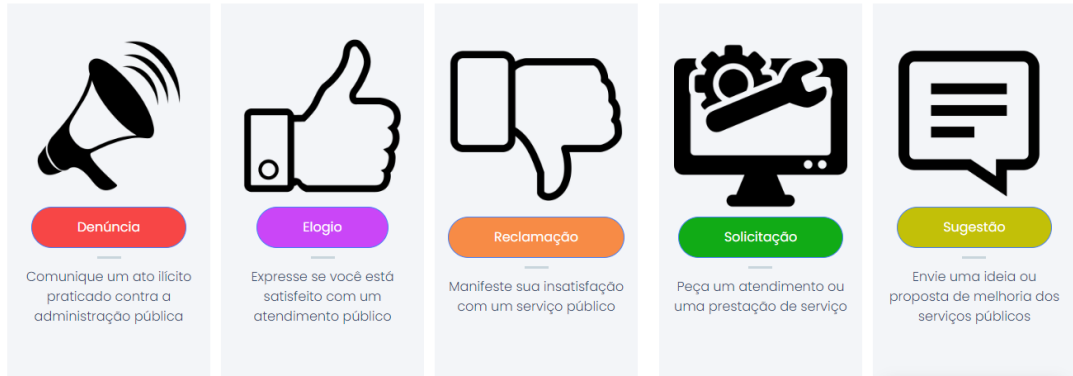 Denúncia
Comunique um ato ilícito
praticado contra a
administração pública
Elogio
Expresse se você está
satisfeito com um
atendimento público
Reclamação
Manifeste sua insatisfação
com um serviço público
Solicitação
Peça um atendimento ou
uma prestação de serviço
Sugestão
Envie uma ideia ou
proposta de melhoria dos
serviços públicos